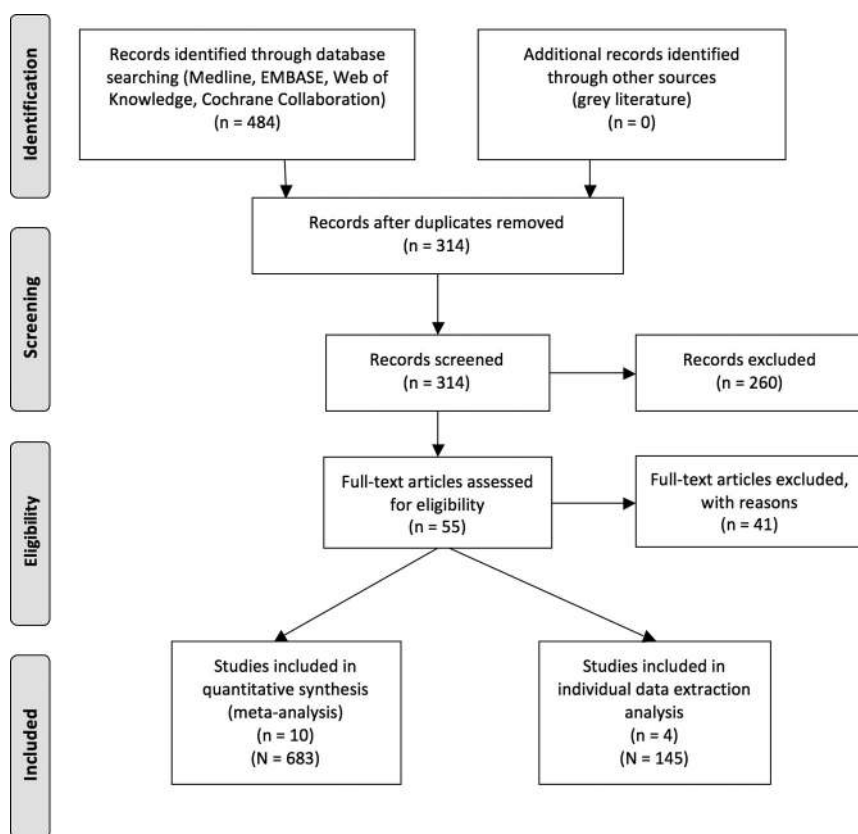 Identification
Records identified through database
searching (Medline, EMBASE, Web of
Knowledge, Cochrane Collaboration)
(n = 484)
Additional records identified
through other sources
(grey literature)
(n = 0)
Records after duplicates removed
(n = 314)
Screening
Records screened
(n = 314)
Records excluded
(n = 260)
Eligibility
Full-text articles assessed
for eligibility
(n = 55)
Full-text articles excluded,
with reasons
(n = 41)
Included
Studies included in
quantitative synthesis
(meta-analysis)
(n = 10)
(N = 683)
Studies included in
individual data extraction
analysis
(n = 4)
(N = 145)